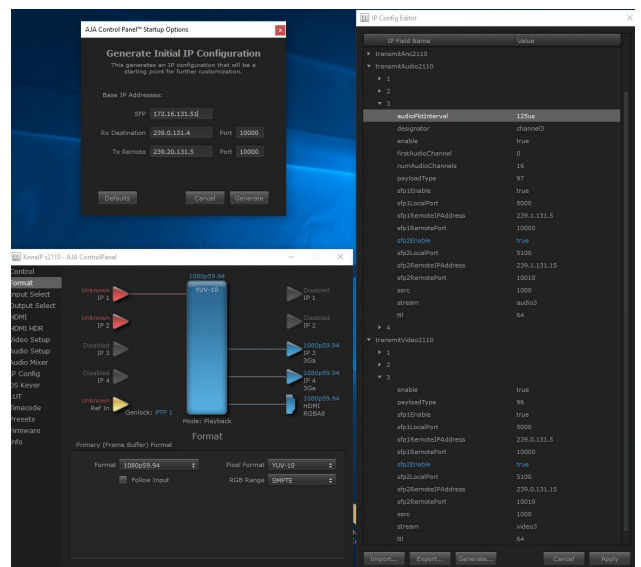 AJA Control Panel™ Startup Options
x
Generate Initial IP Configuration
This generates an IP configuration that will be a
starting point for further customization.
Base IP Addresses:
SFP 172.16.131.51
Rx Destination 239.0.131.4 Port 10000
Tx Remote 239.20.131.5 Port 10000
Defaults Cancel Generate
KonaIP s2110 - AJA ControlPanel
Control
Format
Input Select
Output Select
HDMI
HDMI HDR
Video Setup
Audio Setup
Audio Mixer
IP Config
DS Keyer
LUT
Timecode
Presets
Firmware
Info
1080p59.94
YUV-10
Unknown
IP 1
Unknown
IP 2
Disabled
IP 3
Disabled
IP 4
Unknown
Ref In
Genlock: PTP 1
Mode: Playback
Disabled
IP 1
Disabled
IP 2
1080p59.94
IP 3
3Ga
1080p59.94
IP 4
3Ga
1080p59.94
HDMI
RGBA8
Format
Primary (Frame Buffer) Format
Format 1080p59.94 Pixel Format YUV-10
Follow Input RGB Range SMPTE
IP Config Editor
IP Field Name Value
transmitAnc2110
transmitAudio2110
1
2
3
audioPktInterval 125us
designator channel3
enable true
firstAudioChannel 0
numAudioChannels 16
payloadType 97
sfp1Enable true
sfp1LocalPort 5000
sfp1RemoteIPAddress 239.1.131.5
sfp1RemotePort 10000
sfp2Enable true
sfp2LocalPort 5100
sfp2RemoteIPAddress 239.1.131.15
sfp2RemotePort 10010
ssrc 1000
stream audio3
ttl 64
4
transmitVideo2110
1
2
3
enable true
payloadType 96
sfp1Enable true
sfp1LocalPort 5000
sfp1RemoteIPAddress 239.0.131.5
sfp1RemotePort 10000
sfp2Enable true
sfp2LocalPort 5100
sfp2RemoteIPAddress 239.0.131.15
sfp2RemotePort 10010
ssrc 1000
stream video3
ttl 64
Import... Export... Generate... Cancel Apply